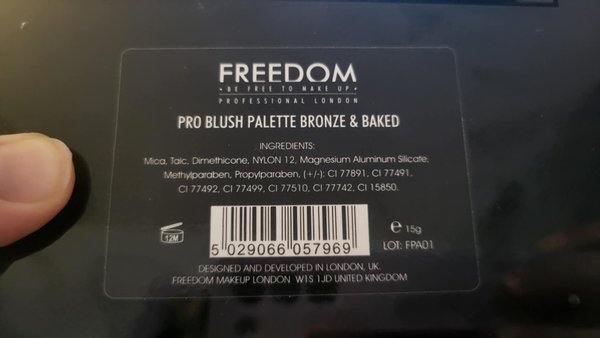 FREEDOM
• BE FREE TO MAKE UP •
PROFESSIONAL LONDON
PRO BLUSH PALETTE BRONZE & BAKED
INGREDIENTS:
Mica, Talc, Dimethicone, NYLON 12, Magnesium Aluminum Silicate,
Methylparaben, Propylparaben, (+/-): CI 77891, CI 77491,
CI 77492, CI 77499, CI 77510, CI 77742, CI 15850.
12M
5 029066 057969
e 15g
LOT: FPA01
DESIGNED AND DEVELOPED IN LONDON, UK.
FREEDOM MAKEUP LONDON W1S 1JD UNITED KINGDOM